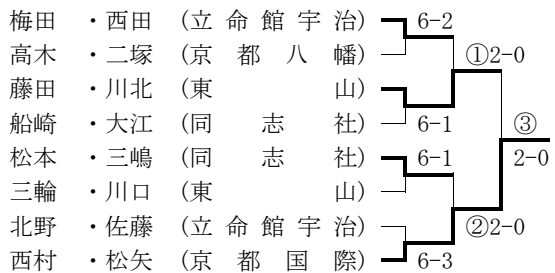 梅田 ・西田 (立命館宇治) 6-2
高木 ・二塚 (京都八幡) ①2-0
藤田 ・川北 (東山)
船崎 ・大江 (同志社) 6-1 ③
松本 ・三嶋 (同志社) 6-1 2-0
三輪 ・川口 (東山)
北野 ・佐藤 (立命館宇治) ②2-0
西村 ・松矢 (京都国際) 6-3